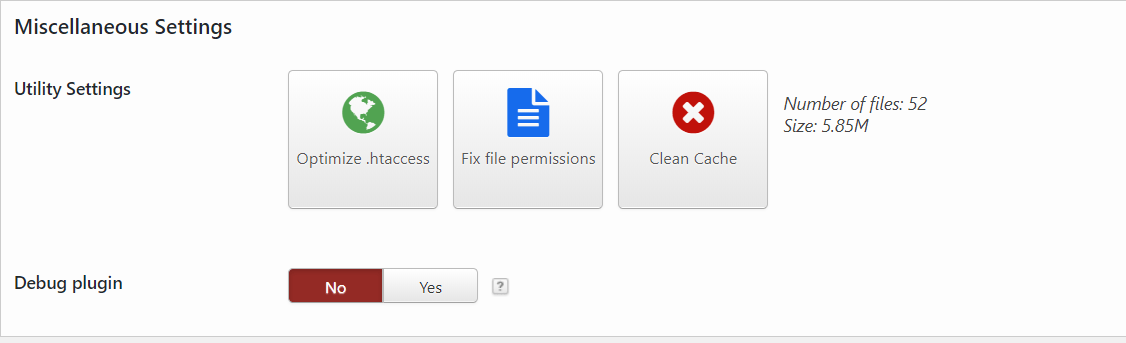 Miscellaneous Settings
Utility Settings
Optimize .htaccess
Fix file permissions
Clean Cache
Number of files: 52
Size: 5.85M
Debug plugin
No
Yes
?